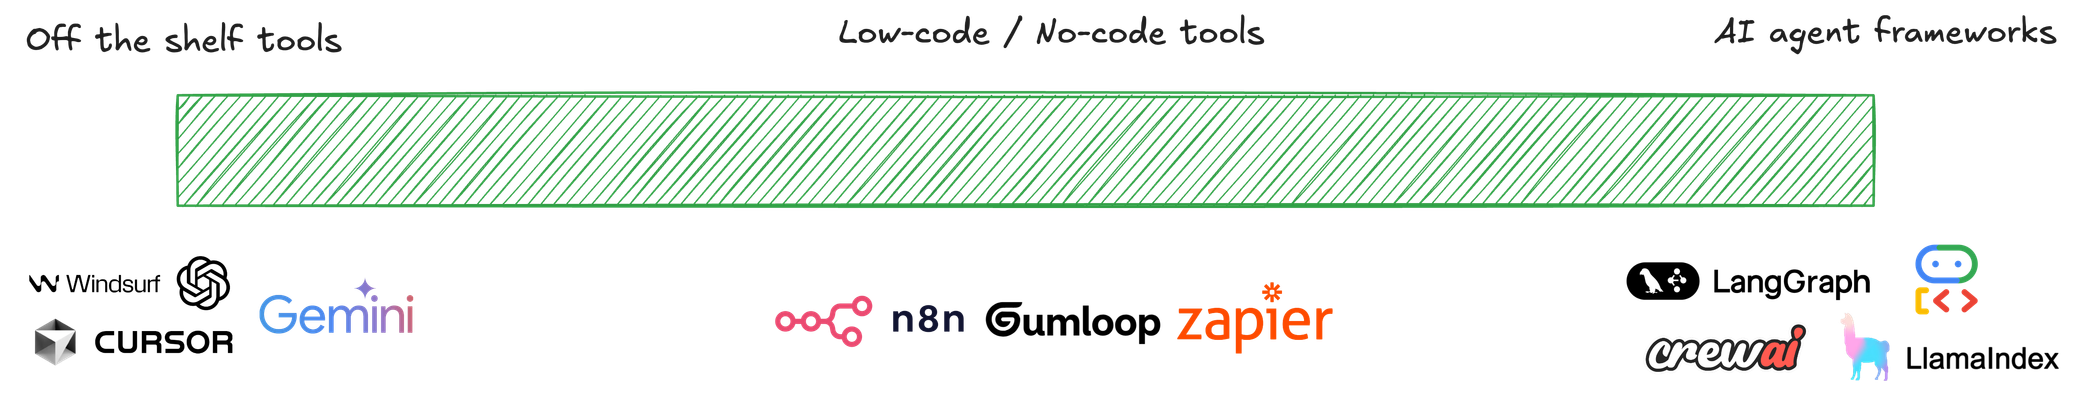 Off the shelf tools
Low-code / No-code tools
AI agent frameworks
Windsurf
CURSOR
Gemini
n8n
Gumloop
zapier
LangGraph
crewai
LlamaIndex